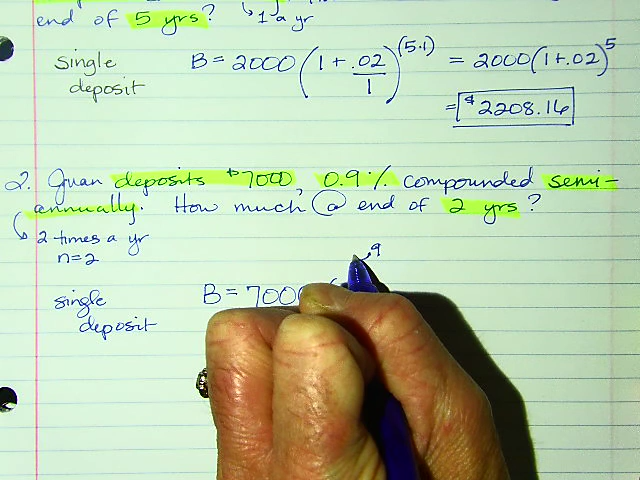 end of 5 yrs?
1 a yr
single deposit
B = 2000 (1 + .02/1)^(5·1) = 2000(1+.02)^5
= $2208.16
2. Juan deposits $7000, 0.9% compounded semi-
annually. How much @ end of 2 yrs?
2 times a yr
n=2
single deposit
B = 7000